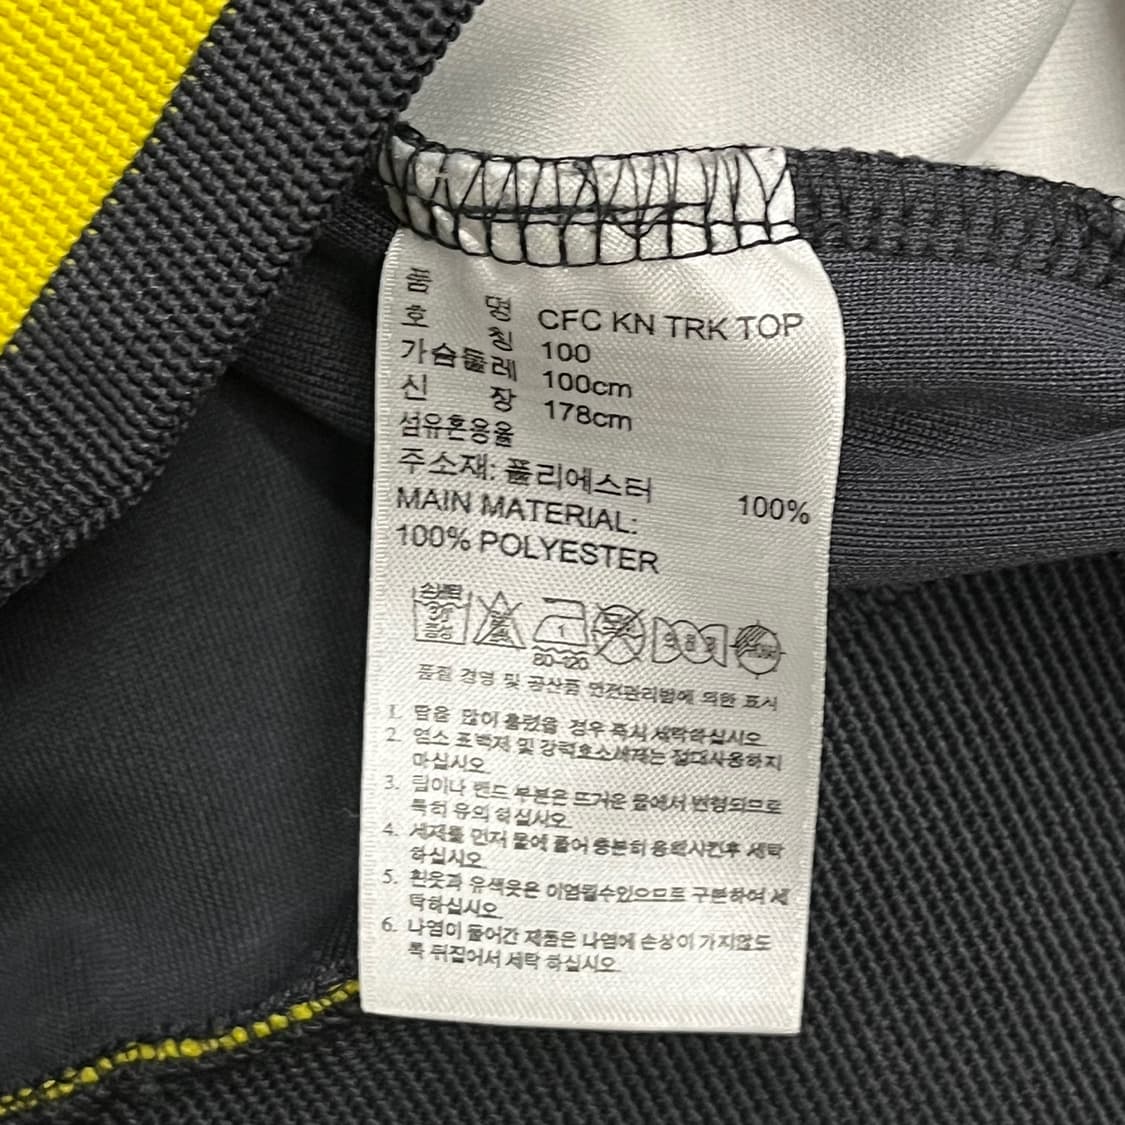 품 명 CFC KN TRK TOP
호 칭 100
가슴둘레 100cm
신 장 178cm
섬유혼용율
주소재: 폴리에스터 100%
MAIN MATERIAL:
100% POLYESTER
손세탁
30
중성
1
80-120
품질 경영 및 공산품 안전관리법에 의한 표시
1. 땀을 많이 흘렸을 경우 즉시 세탁하십시오
2. 염소 표백제 및 강력효소세제는 절대사용하지
마십시오.
3. 립이나 밴드 부분은 뜨거운 물에서 변형되므로
특히 유의 하십시오.
4. 세제를 먼저 물에 풀어 충분히 용해시킨후 세탁
하십시오.
5. 흰옷과 유색옷은 이염될수있으므로 구분하여 세
탁하십시오.
6. 나염이 들어간 제품은 나염에 손상이 가지않도
록 뒤집어서 세탁 하십시오.